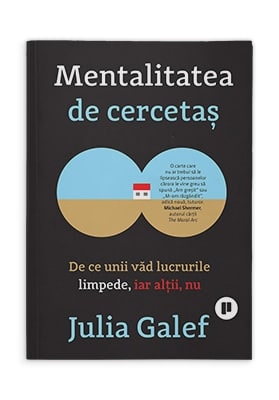 Mentalitatea
de cercetaș
O carte care
nu ar trebui să le
lipsească persoanelor
cărora le vine greu să
spună „Am greșit” sau
„M-am răzgândit”,
adică nouă, tuturor.
Michael Shermer,
autorul cărții
The Moral Arc
De ce unii văd lucrurile
limpede, iar alții, nu
Julia Galef
P